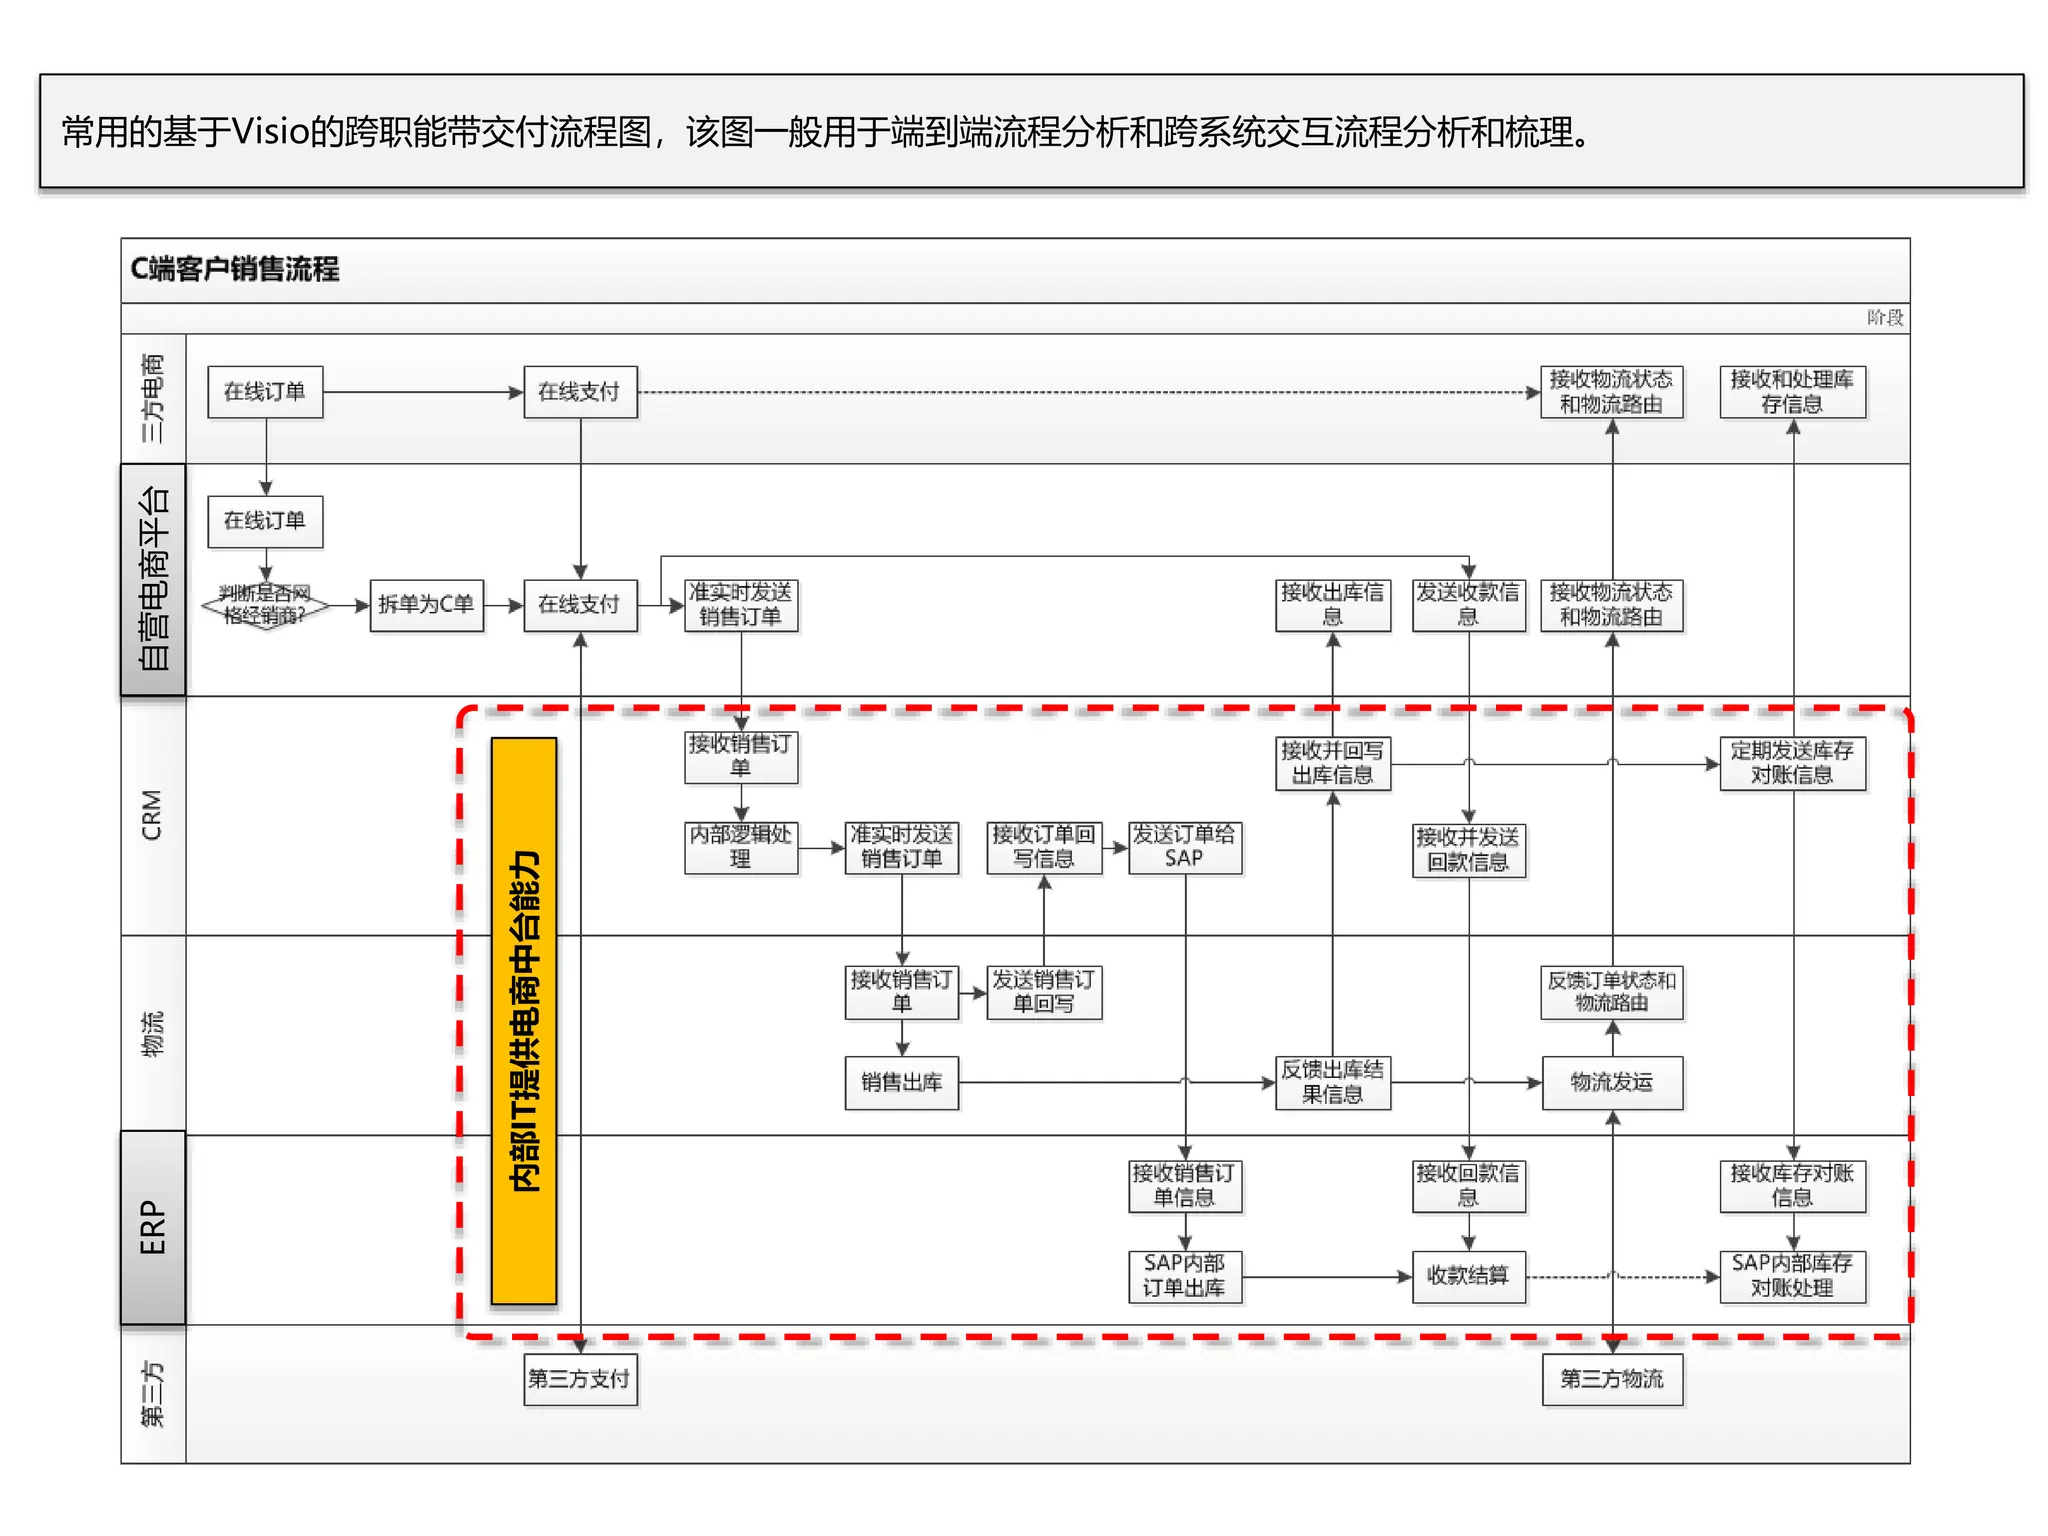 常用的基于Visio的跨职能带交付流程图，该图一般用于端到端流程分析和跨系统交互流程分析和梳理。
C端客户销售流程
阶段
三方电商
在线订单
在线支付
接收物流状态
和物流路由
接收和处理库
存信息
自营电商平台
在线订单
判断是否网
格经销商?
拆单为C单
在线支付
准实时发送
销售订单
接收出库信
息
发送收款信
息
接收物流状态
和物流路由
CRM
接收销售订
单
接收并回写
出库信息
定期发送库存
对账信息
内部逻辑处
理
准实时发送
销售订单
接收订单回
写信息
发送订单给
SAP
接收并发送
回款信息
内部IT提供电商中台能力
物流
接收销售订
单
发送销售订
单回写
反馈订单状态和
物流路由
销售出库
反馈出库结
果信息
物流发运
ERP
接收销售订
单信息
接收回款信
息
接收库存对账
信息
SAP内部
订单出库
收款结算
SAP内部库存
对账处理
第三方
第三方支付
第三方物流